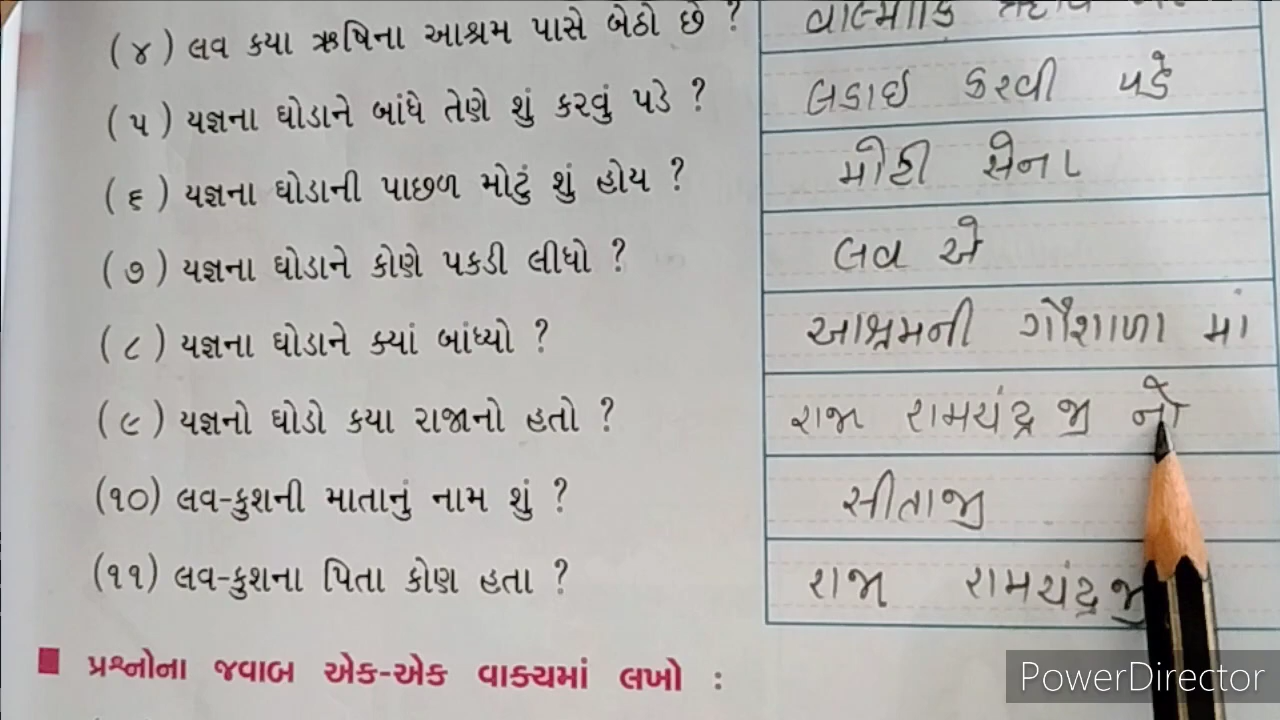 (૪) લવ કયા ઋષિના આશ્રમ પાસે બેઠો છે ? વાલ્મીકિ
(૫) યજ્ઞના ઘોડાને બાંધે તેણે શું કરવું પડે ? લડાઇ કરવી પડે
(૬) યજ્ઞના ઘોડાની પાછળ મોટું શું હોય ? મોટી સેના
(૭) યજ્ઞના ઘોડાને કોણે પકડી લીધો ? લવ એ
(૮) યજ્ઞના ઘોડાને ક્યાં બાંધ્યો ? આશ્રમની ગૌશાળા માં
(૯) યજ્ઞનો ઘોડો કયા રાજાનો હતો ? રાજા રામચંદ્ર જી નો
(૧૦) લવ-કુશની માતાનું નામ શું ? સીતાજી
(૧૧) લવ-કુશના પિતા કોણ હતા ? રાજા રામચંદ્રજી
■ પ્રશ્નોના જવાબ એક-એક વાક્યમાં લખો :
PowerDirector